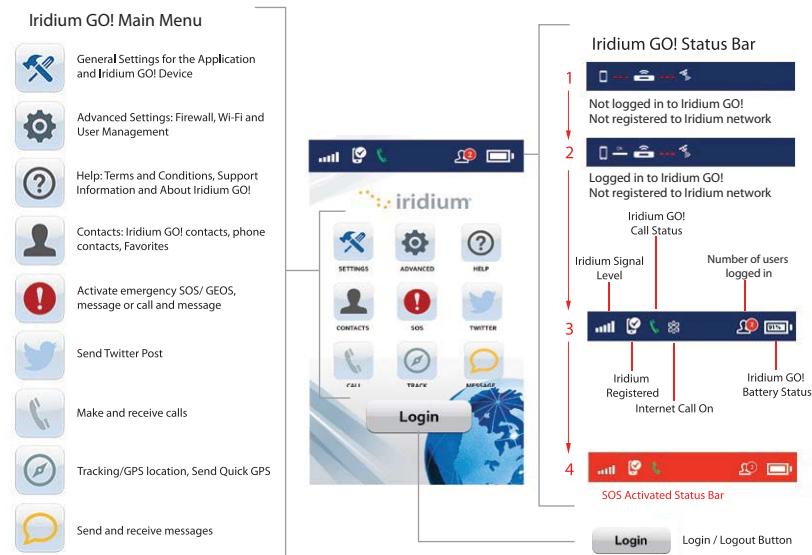 Iridium GO! Main Menu
General Settings for the Application
and Iridium GO! Device
Advanced Settings: Firewall, Wi-Fi and
User Management
Help: Terms and Conditions, Support
Information and About Iridium GO!
Contacts: Iridium GO! contacts, phone
contacts, Favorites
Activate emergency SOS/ GEOS,
message or call and message
Send Twitter Post
Make and receive calls
Tracking/GPS location, Send Quick GPS
Send and receive messages
2
iridium
SETTINGS
ADVANCED
HELP
CONTACTS
SOS
TWITTER
CALL
TRACK
MESSAGE
Login
Iridium GO! Status Bar
1
Not logged in to Iridium GO!
Not registered to Iridium network
2
Logged in to Iridium GO!
Not registered to Iridium network
Iridium GO!
Call Status
Iridium Signal
Level
Number of users
logged in
3
2
91%
Iridium
Registered
Internet Call On
Iridium GO!
Battery Status
4
SOS Activated Status Bar
Login
Login / Logout Button